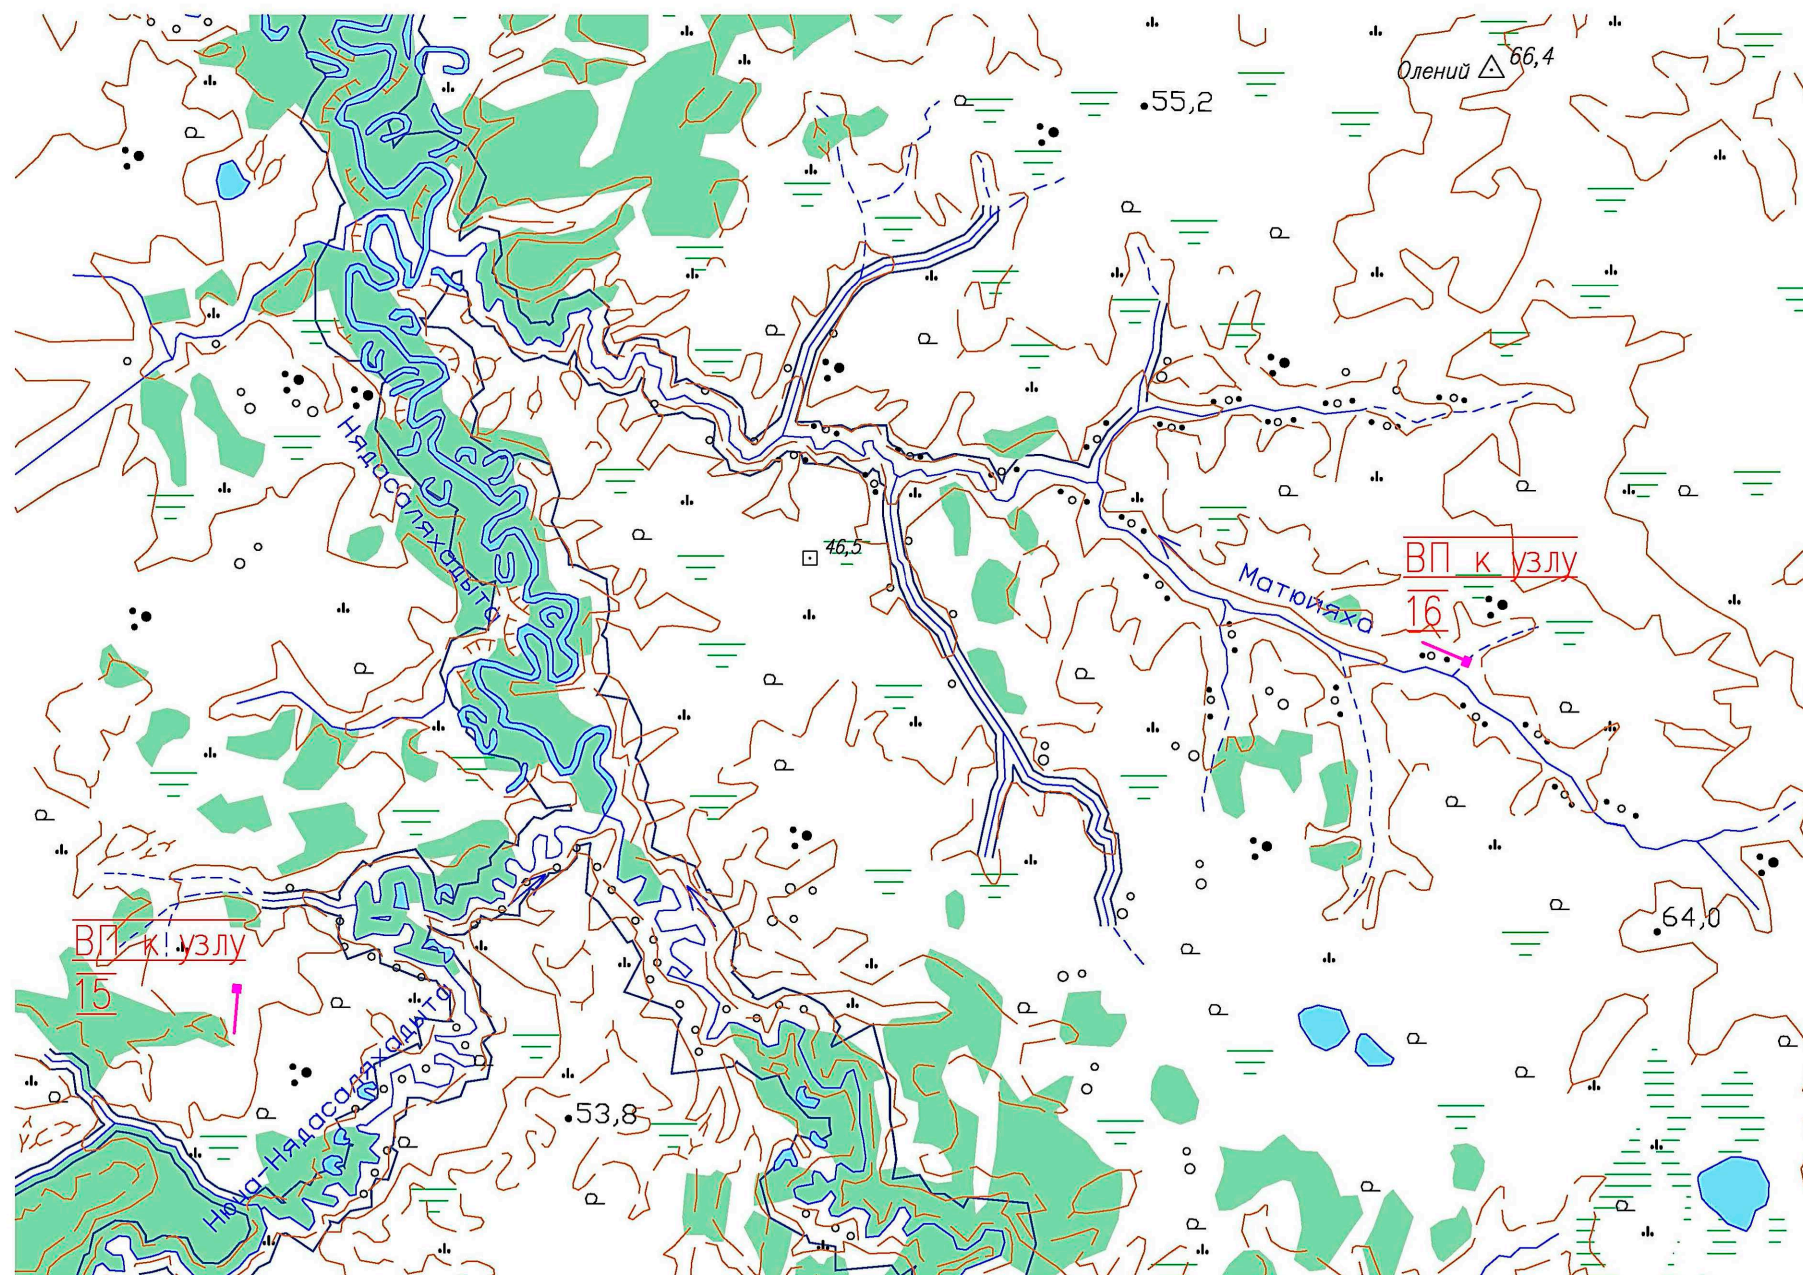 Олений 66,4
55,2
Нядосаляхадыта
46,5
ВП к узлу
16
Матюйяха
64,0
ВП к узлу
15
Нюча-Нядасаляхадыта
53,8